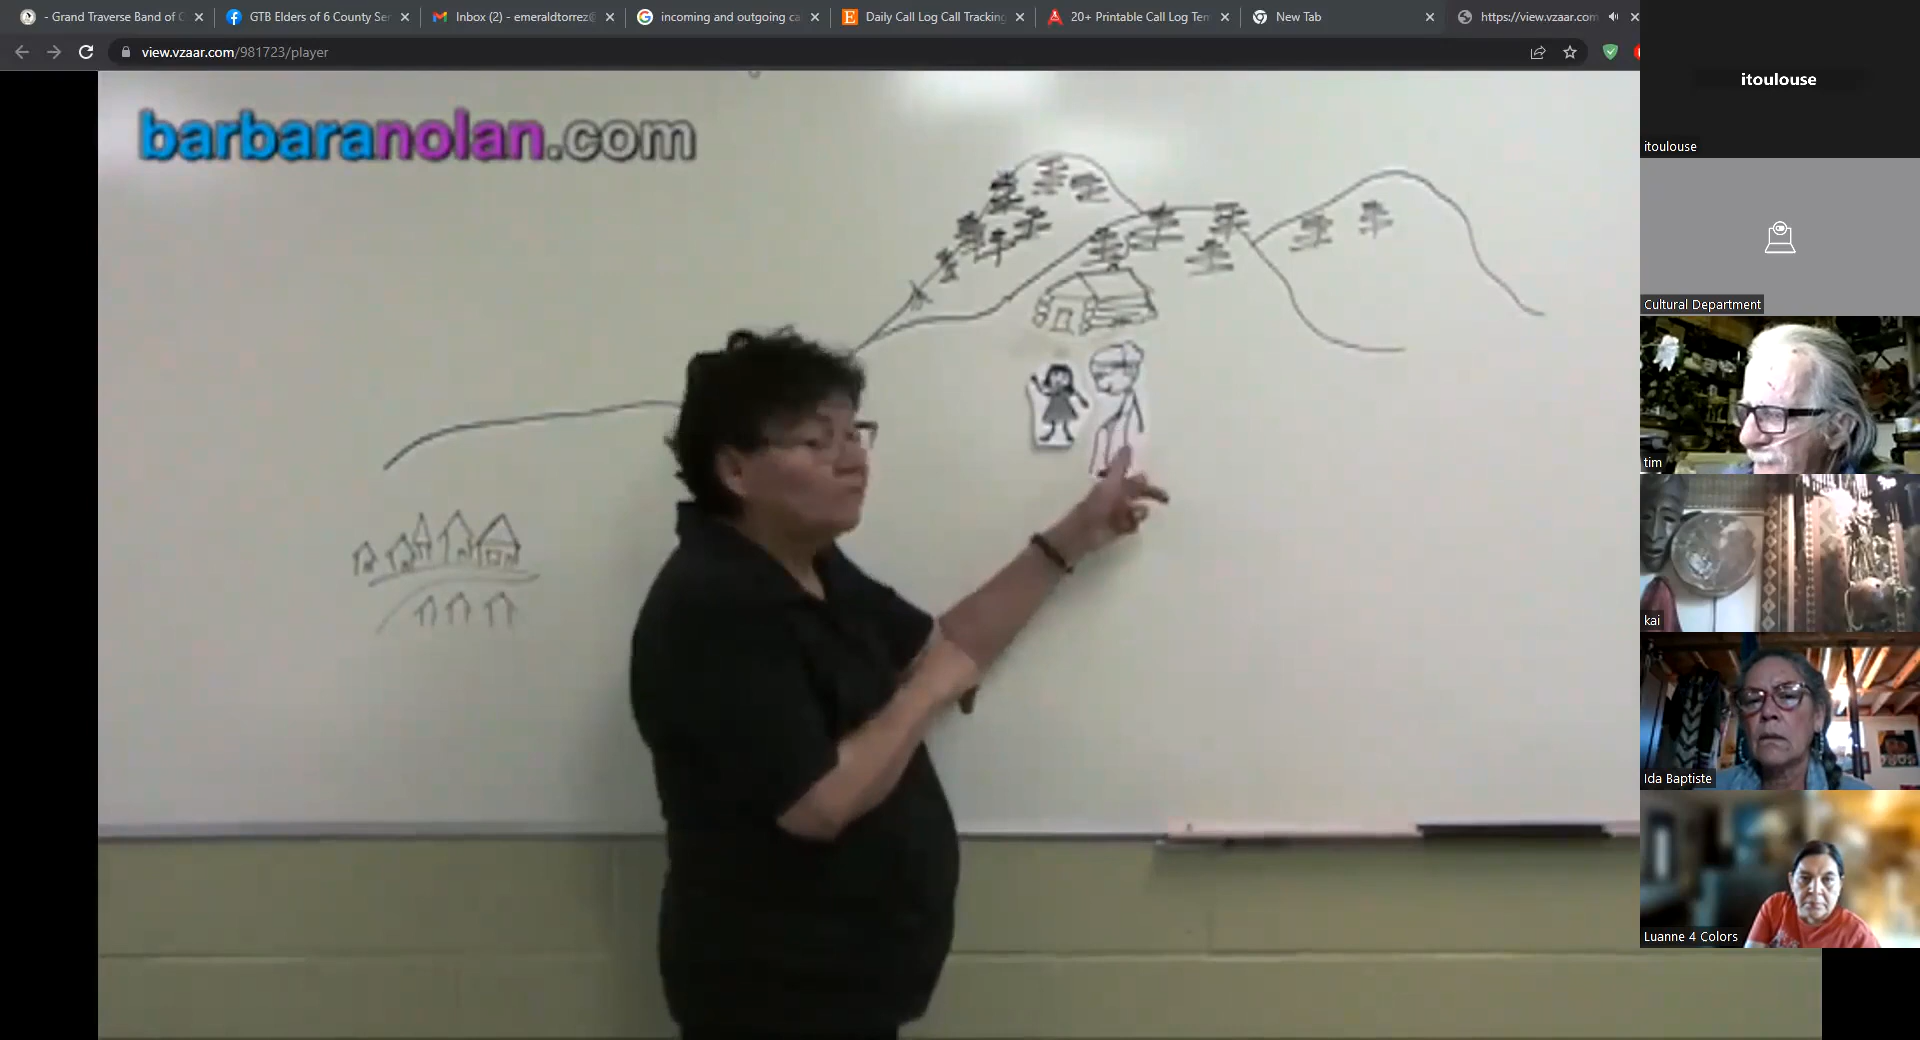 - Grand Traverse Band of C
GTB Elders of 6 County Ser
Inbox (2) - emeraldtorrez@
incoming and outgoing ca
Daily Call Log Call Tracking
20+ Printable Call Log Tem
New Tab
https://view.vzaar.com
view.vzaar.com/981723/player
barbaranolan.com
itoulouse
itoulouse
Cultural Department
tim
kai
Ida Baptiste
Luanne 4 Colors